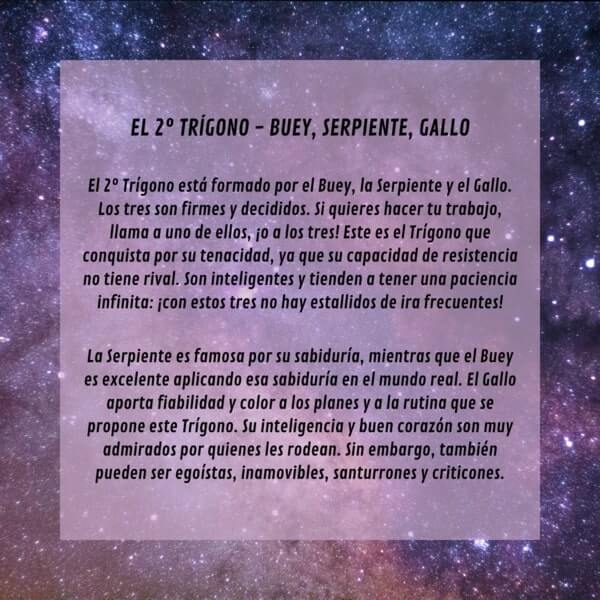 EL 2º TRÍGONO - BUEY, SERPIENTE, GALLO
El 2º Trígono está formado por el Buey, la Serpiente y el Gallo.
Los tres son firmes y decididos. Si quieres hacer tu trabajo,
llama a uno de ellos, ¡o a los tres! Este es el Trígono que
conquista por su tenacidad, ya que su capacidad de resistencia
no tiene rival. Son inteligentes y tienden a tener una paciencia
infinita: ¡con estos tres no hay estallidos de ira frecuentes!
La Serpiente es famosa por su sabiduría, mientras que el Buey
es excelente aplicando esa sabiduría en el mundo real. El Gallo
aporta fiabilidad y color a los planes y a la rutina que se
propone este Trígono. Su inteligencia y buen corazón son muy
admirados por quienes les rodean. Sin embargo, también
pueden ser egoístas, inamovibles, santurrones y criticones.